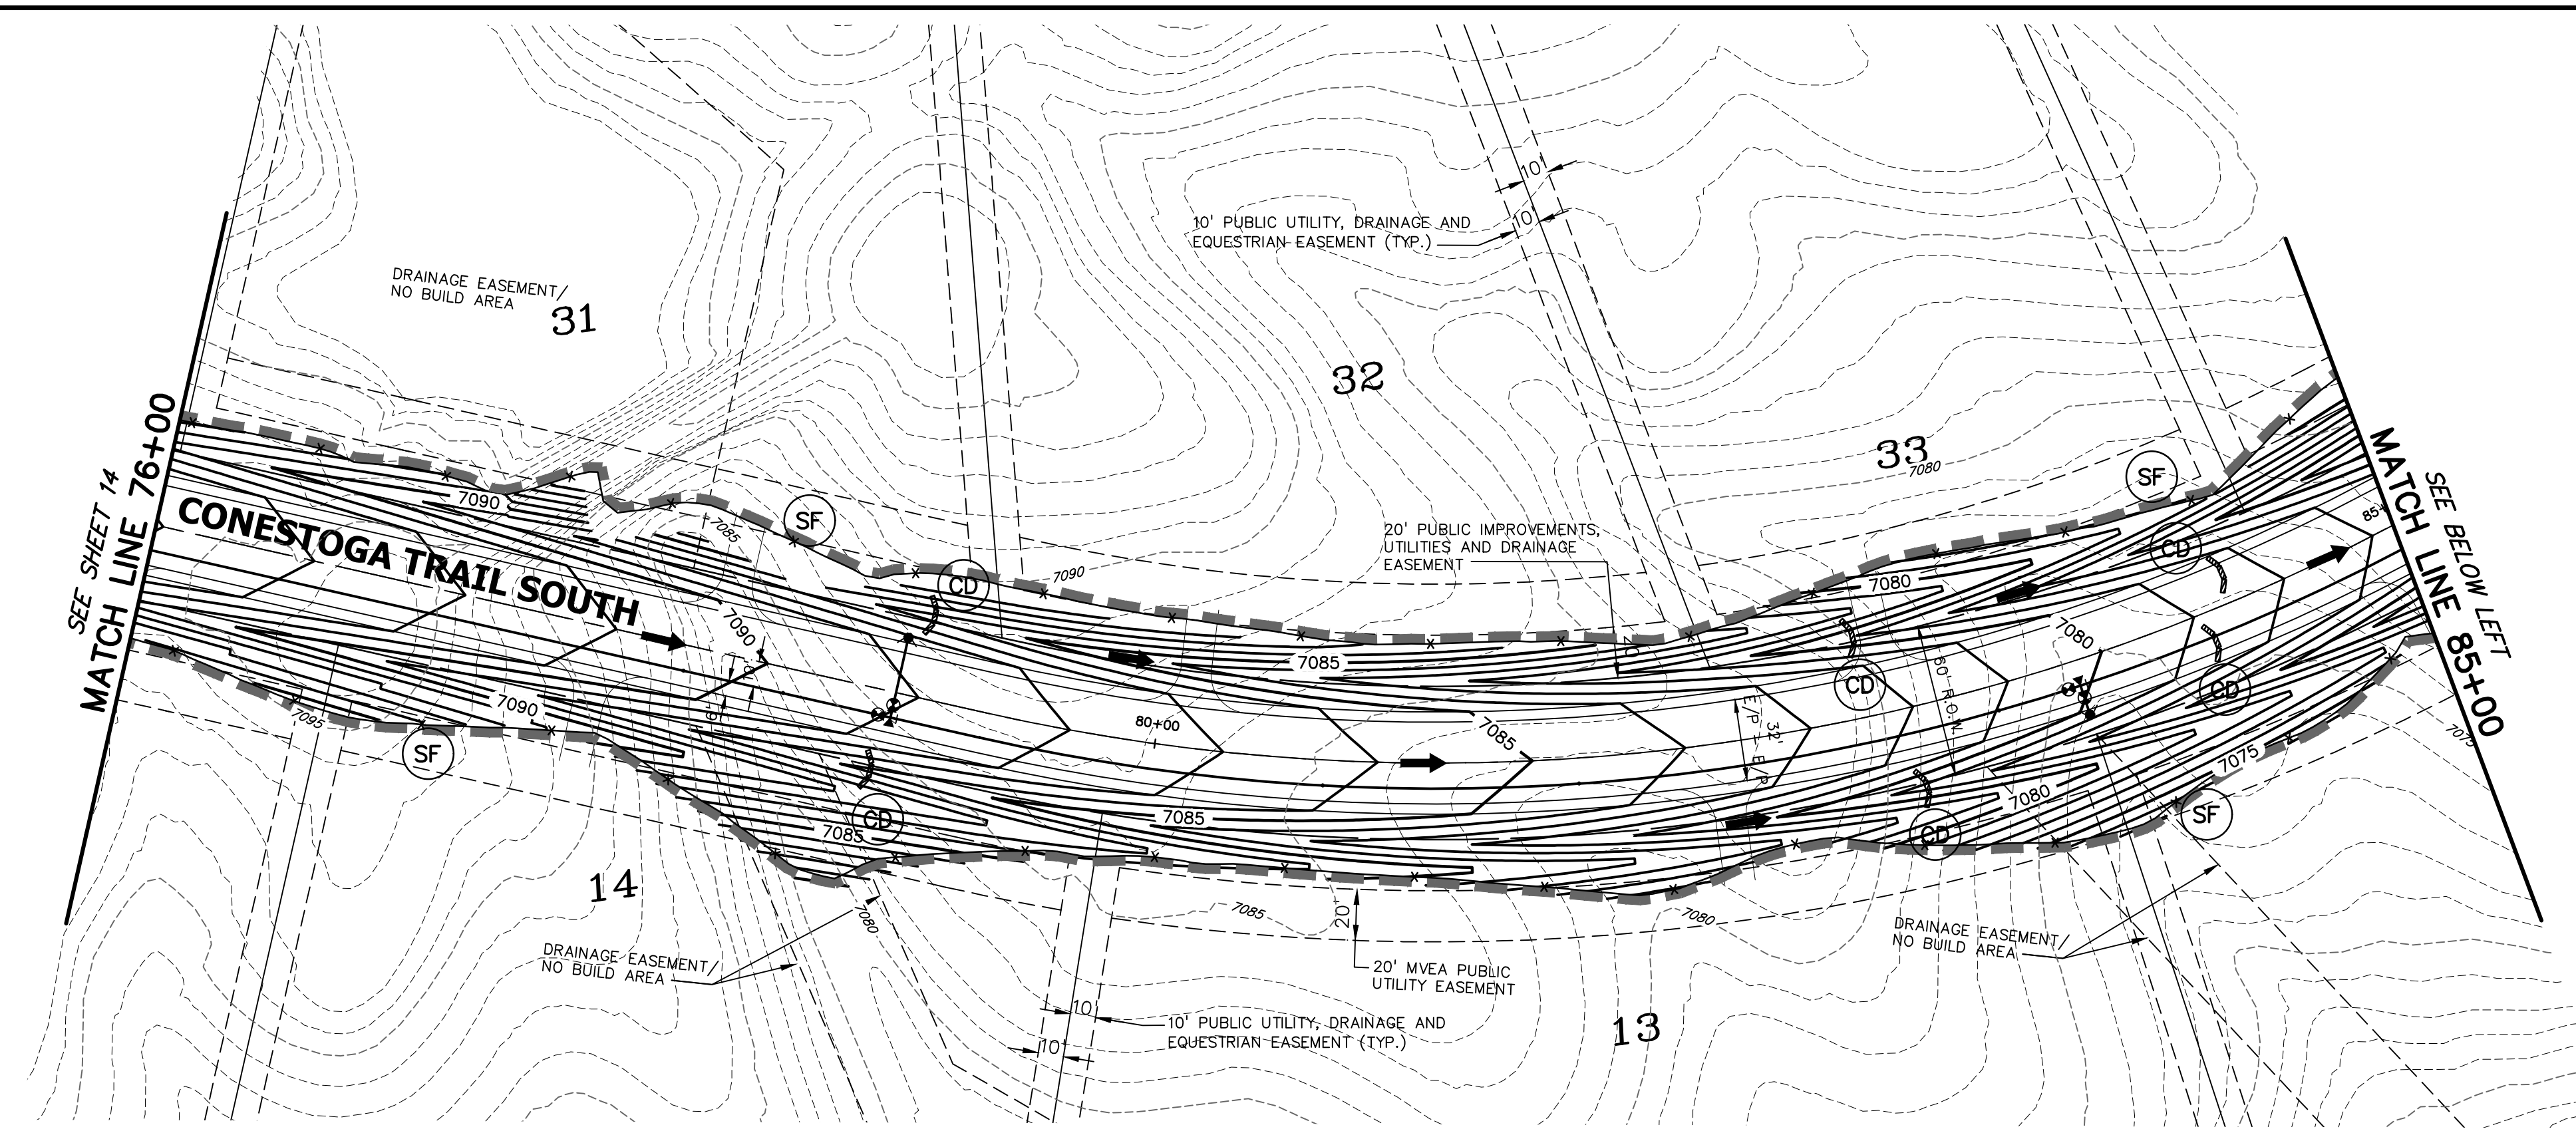 SEE SHEET 14
MATCH LINE 76+00
CONESTOGA TRAIL SOUTH
DRAINAGE EASEMENT/
NO BUILD AREA
31
7090
SF
7085
CD
7090
7090
7090
7095
SF
CD
7085
14
DRAINAGE EASEMENT/
NO BUILD AREA
7080
10' PUBLIC UTILITY, DRAINAGE AND
EQUESTRIAN EASEMENT (TYP.)
10'
10'
32
20' PUBLIC IMPROVEMENTS,
UTILITIES AND DRAINAGE
EASEMENT
20'
7085
80+00
7085
7085
7085
20'
20' MVEA PUBLIC
UTILITY EASEMENT
10'
10'
10' PUBLIC UTILITY, DRAINAGE AND
EQUESTRIAN EASEMENT (TYP.)
13
7080
E/P - E/P
32'
60' R.O.W.
33
7080
SF
CD
7080
7080
CD
CD
7080
CD
7075
SF
7075
DRAINAGE EASEMENT/
NO BUILD AREA
MATCH LINE 85+00
SEE BELOW LEFT